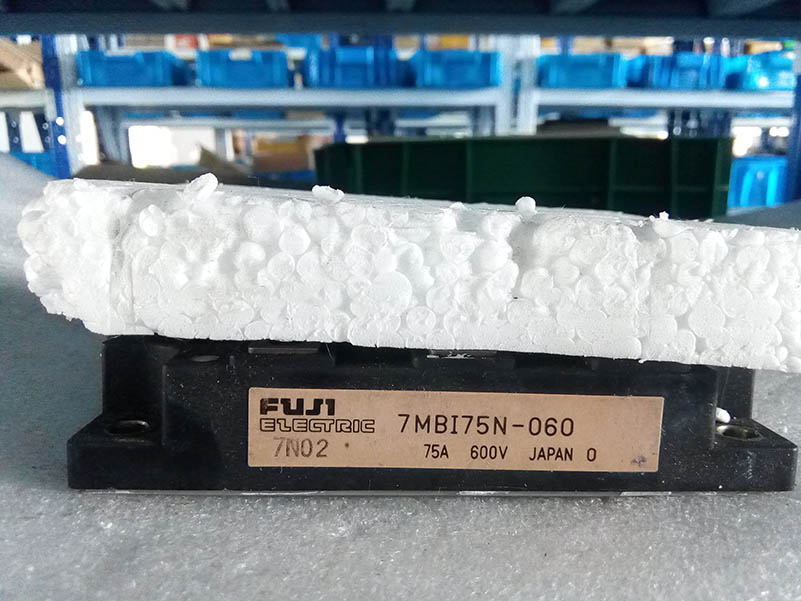 FUJI
ELECTRIC 7MBI75N-060
7N02 75A 600V JAPAN O